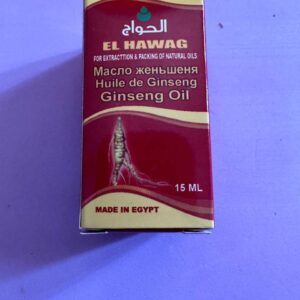 الحواج
EL HAWAG
FOR EXTRACTTION & PACKING OF NATURAL OILS
Масло женьшеня
Huile de Ginseng
Ginseng Oil
15 ML
MADE IN EGYPT